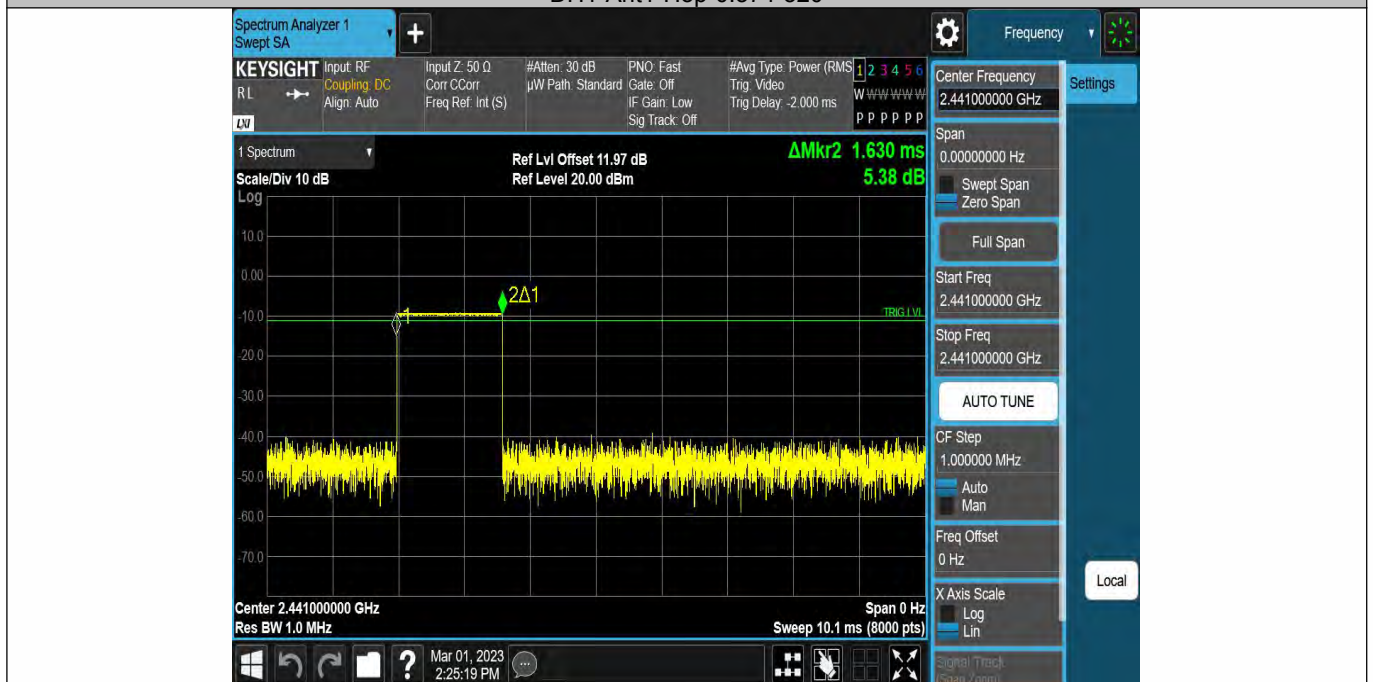 Spectrum Analyzer 1
Swept SA
Frequency
KEYSIGHT
RL
LXI
Input: RF
Coupling: DC
Align: Auto
Input Z: 50 Ω
Corr CCorr
Freq Ref: Int (S)
#Atten: 30 dB
µW Path: Standard
PNO: Fast
Gate: Off
IF Gain: Low
Sig Track: Off
#Avg Type: Power (RMS
Trig: Video
Trig Delay: -2.000 ms
1 2 3 4 5 6
W W W W W W
P P P P P P
Center Frequency
2.441000000 GHz
Settings
1 Spectrum
Scale/Div 10 dB
Log
Ref Lvl Offset 11.97 dB
Ref Level 20.00 dBm
ΔMkr2 1.630 ms
5.38 dB
Span
0.00000000 Hz
Swept Span
Zero Span
Full Span
Start Freq
2.441000000 GHz
Stop Freq
2.441000000 GHz
AUTO TUNE
CF Step
1.000000 MHz
Auto
Man
Freq Offset
0 Hz
X Axis Scale
Log
Lin
Signal Track
(Span Zoom)
Local
10.0
0.00
-10.0
-20.0
-30.0
-40.0
-50.0
-60.0
-70.0
1
2Δ1
TRIG LVL
Center 2.441000000 GHz
Res BW 1.0 MHz
Span 0 Hz
Sweep 10.1 ms (8000 pts)
?
Mar 01, 2023
2:25:19 PM